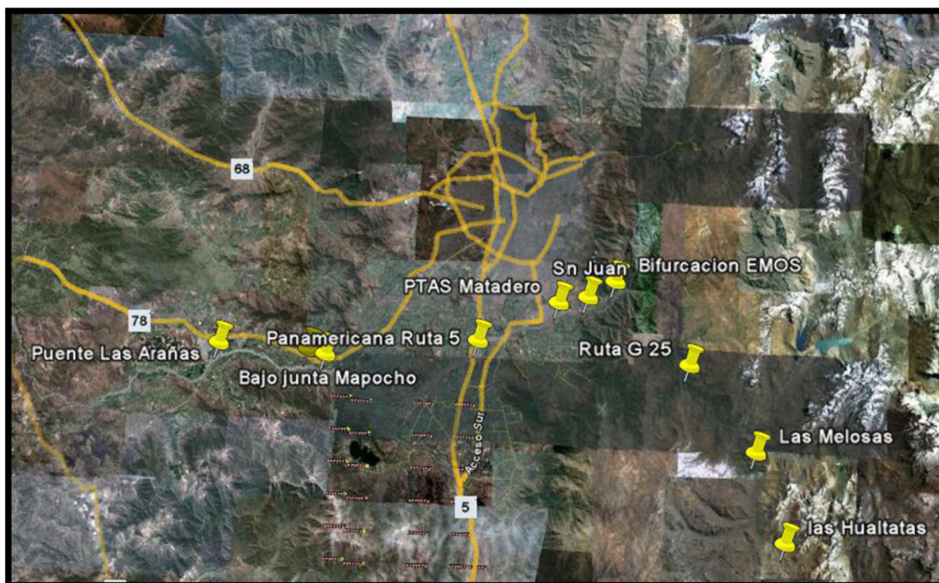 68
Sn Juan
Bifurcacion EMOS
PTAS Matadero
78
Panamericana Ruta 5
Puente Las Arañas
Bajo junta Mapocho
Ruta G 25
Acceso Sur
Las Melosas
5
las Hualtatas